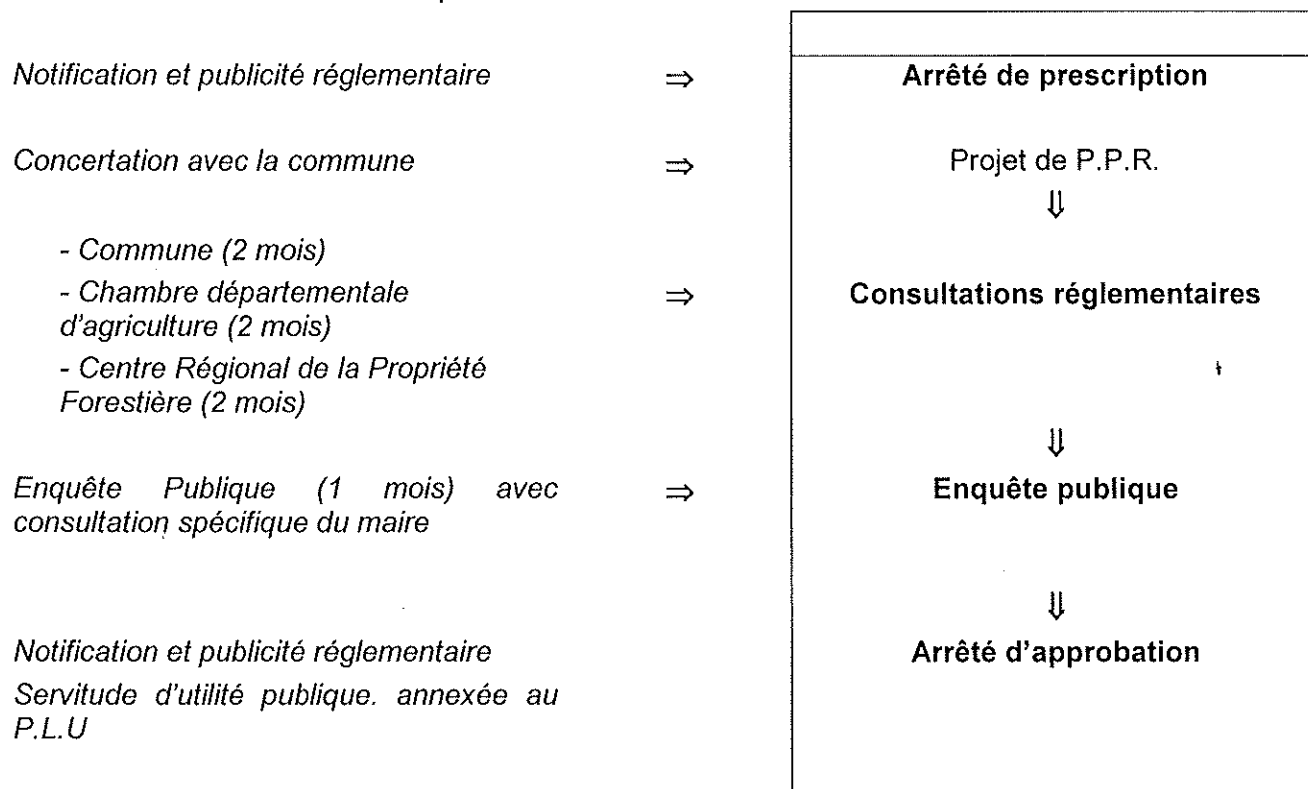 Notification et publicité réglementaire ⇒ Arrêté de prescription
Concertation avec la commune ⇒ Projet de P.P.R.
⇓
- Commune (2 mois)
- Chambre départementale ⇒ Consultations réglementaires
d'agriculture (2 mois)
- Centre Régional de la Propriété
Forestière (2 mois)
⇓
Enquête Publique (1 mois) avec ⇒ Enquête publique
consultation spécifique du maire
⇓
Notification et publicité réglementaire Arrêté d'approbation
Servitude d'utilité publique. annexée au
P.L.U